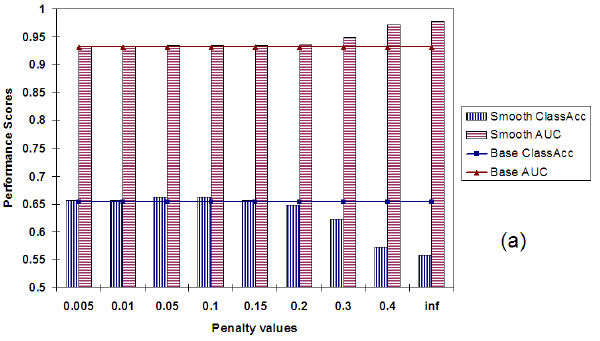 1
0.95
0.9
0.85
0.8
0.75
0.7
0.65
0.6
0.55
0.5
Performance Scores
0.005 0.01 0.05 0.1 0.15 0.2 0.3 0.4 inf
Penalty values
Smooth ClassAcc
Smooth AUC
Base ClassAcc
Base AUC
(a)